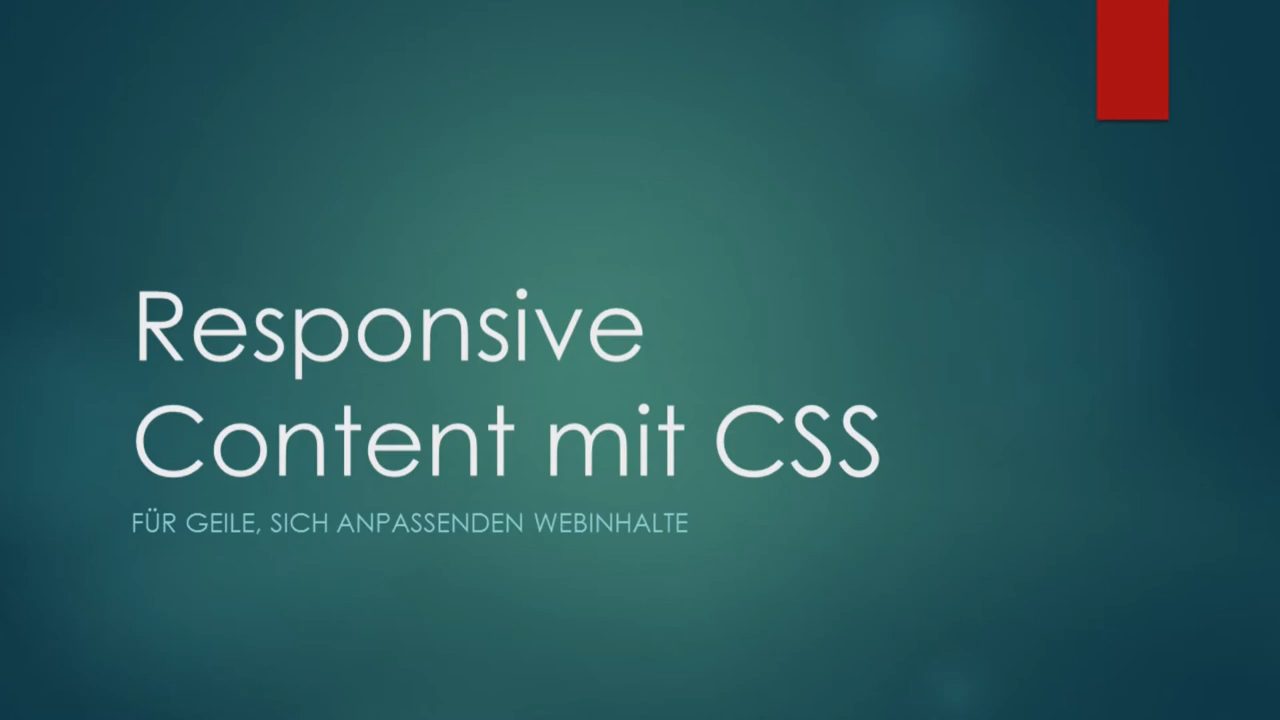 Responsive
Content mit CSS
FÜR GEILE, SICH ANPASSENDEN WEBINHALTE